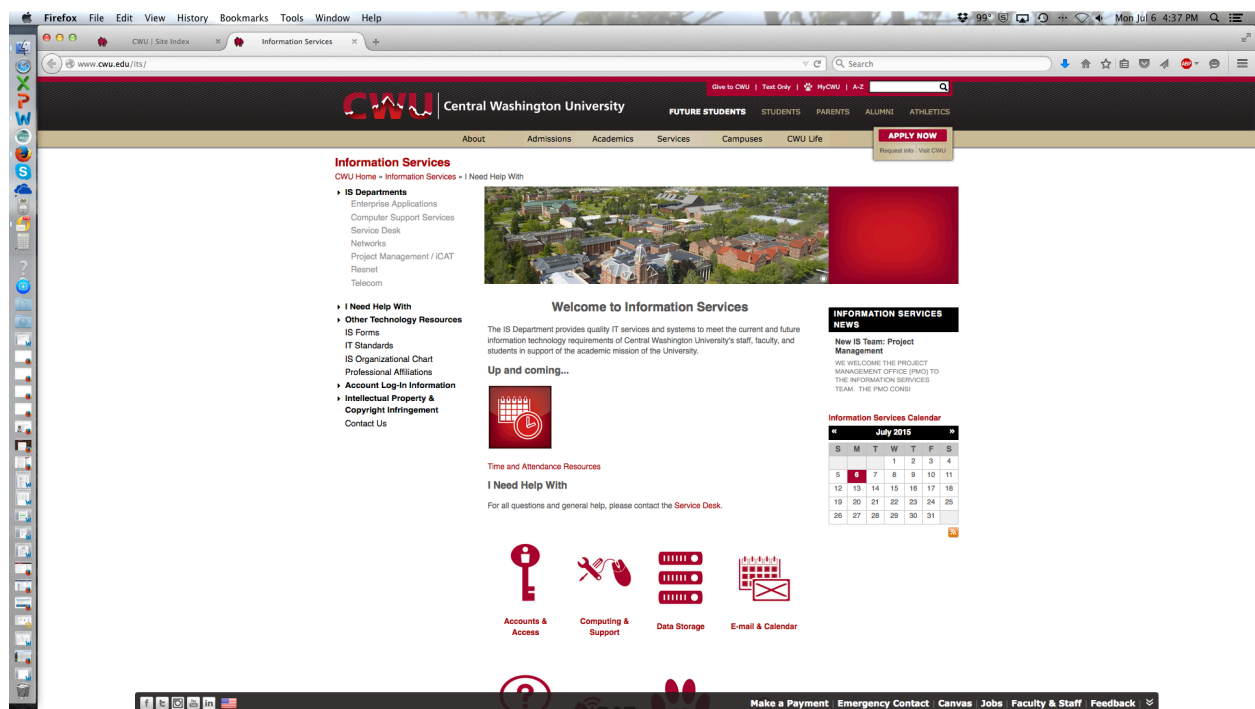 Firefox File Edit View History Bookmarks Tools Window Help
99° Mon Jul 6 4:37 PM
CWU | Site Index × Information Services × +
www.cwu.edu/its/
Search
Give to CWU | Text Only | MyCWU | A-Z
CWU Central Washington University
FUTURE STUDENTS STUDENTS PARENTS ALUMNI ATHLETICS
About Admissions Academics Services Campuses CWU Life
APPLY NOW
Request info Visit CWU
Information Services
CWU Home » Information Services » I Need Help With
IS Departments
Enterprise Applications
Computer Support Services
Service Desk
Networks
Project Management / iCAT
Resnet
Telecom
I Need Help With
Other Technology Resources
IS Forms
IT Standards
IS Organizational Chart
Professional Affiliations
Account Log-In Information
Intellectual Property &
Copyright Infringement
Contact Us
Welcome to Information Services
The IS Department provides quality IT services and systems to meet the current and future
information technology requirements of Central Washington University's staff, faculty, and
students in support of the academic mission of the University.
Up and coming...
Time and Attendance Resources
I Need Help With
For all questions and general help, please contact the Service Desk.
Accounts &
Access
Computing &
Support
Data Storage
E-mail & Calendar
INFORMATION SERVICES
NEWS
New IS Team: Project
Management
WE WELCOME THE PROJECT
MANAGEMENT OFFICE (PMO) TO
THE INFORMATION SERVICES
TEAM. THE PMO CONSI
Information Services Calendar
« July 2015 »
S M T W T F S
1 2 3 4
5 6 7 8 9 10 11
12 13 14 15 16 17 18
19 20 21 22 23 24 25
26 27 28 29 30 31
Make a Payment Emergency Contact Canvas Jobs Faculty & Staff Feedback